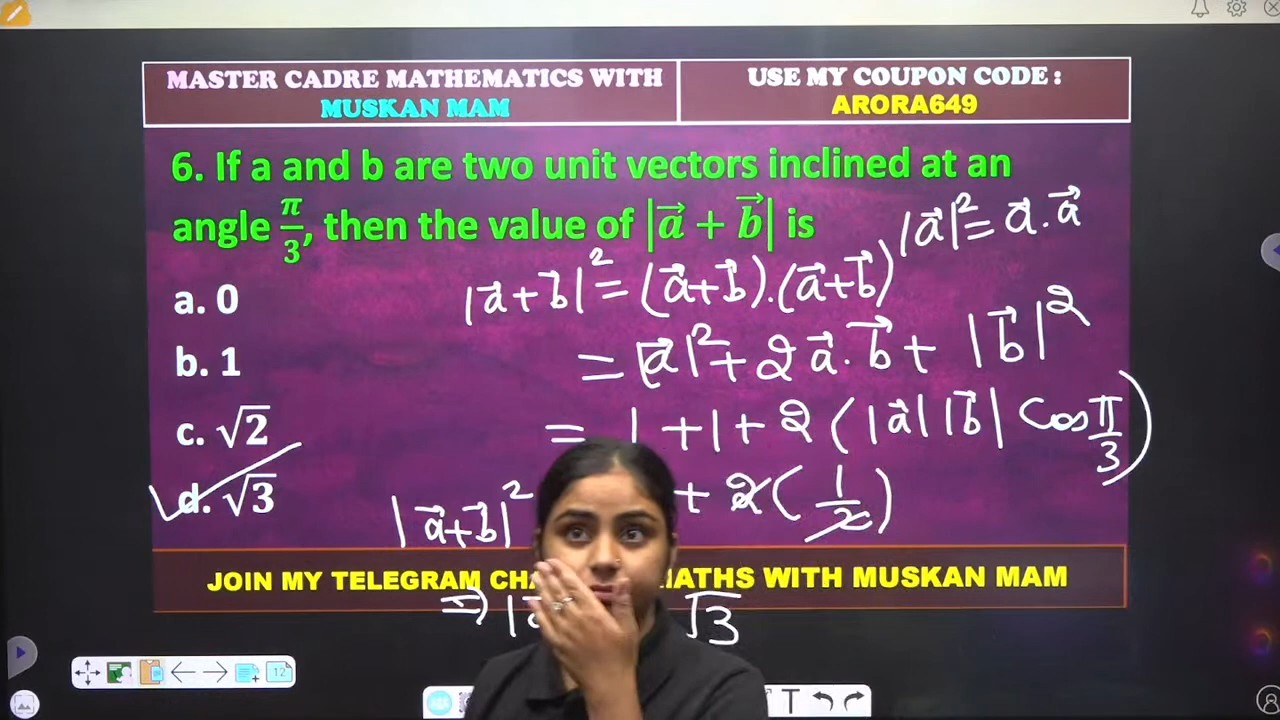 MASTER CADRE MATHEMATICS WITH
MUSKAN MAM
USE MY COUPON CODE :
ARORA649
6. If a and b are two unit vectors inclined at an
angle π/3, then the value of |a⃗ + b⃗| is
|a⃗|² = a⃗.a⃗
a. 0
|a⃗+b⃗|² = (a⃗+b⃗).(a⃗+b⃗)
b. 1
= |a⃗|² + 2a⃗.b⃗ + |b⃗|²
c. √2
= 1 + 1 + 2(|a⃗||b⃗| cos π/3)
d. √3
|a⃗+b⃗|² + 2(1/2)
JOIN MY TELEGRAM MATHS WITH MUSKAN MAM
⇒ √3
12
T